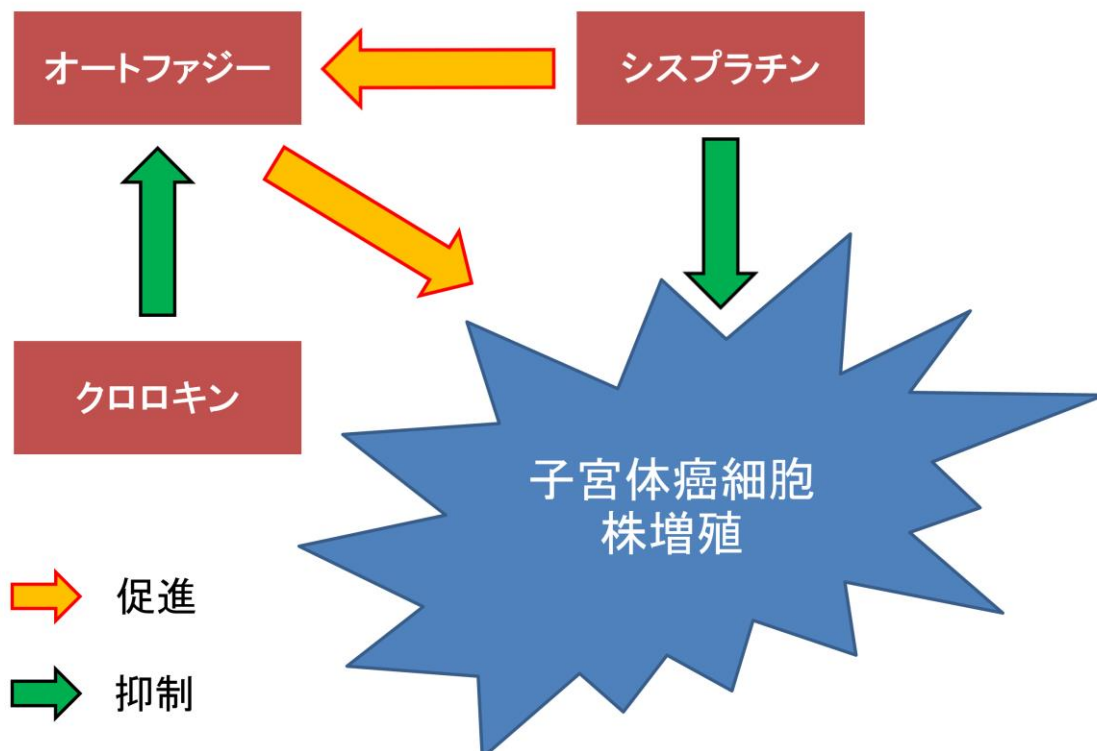 オートファジー
シスプラチン
クロロキン
子宮体癌細胞
株増殖
促進
抑制